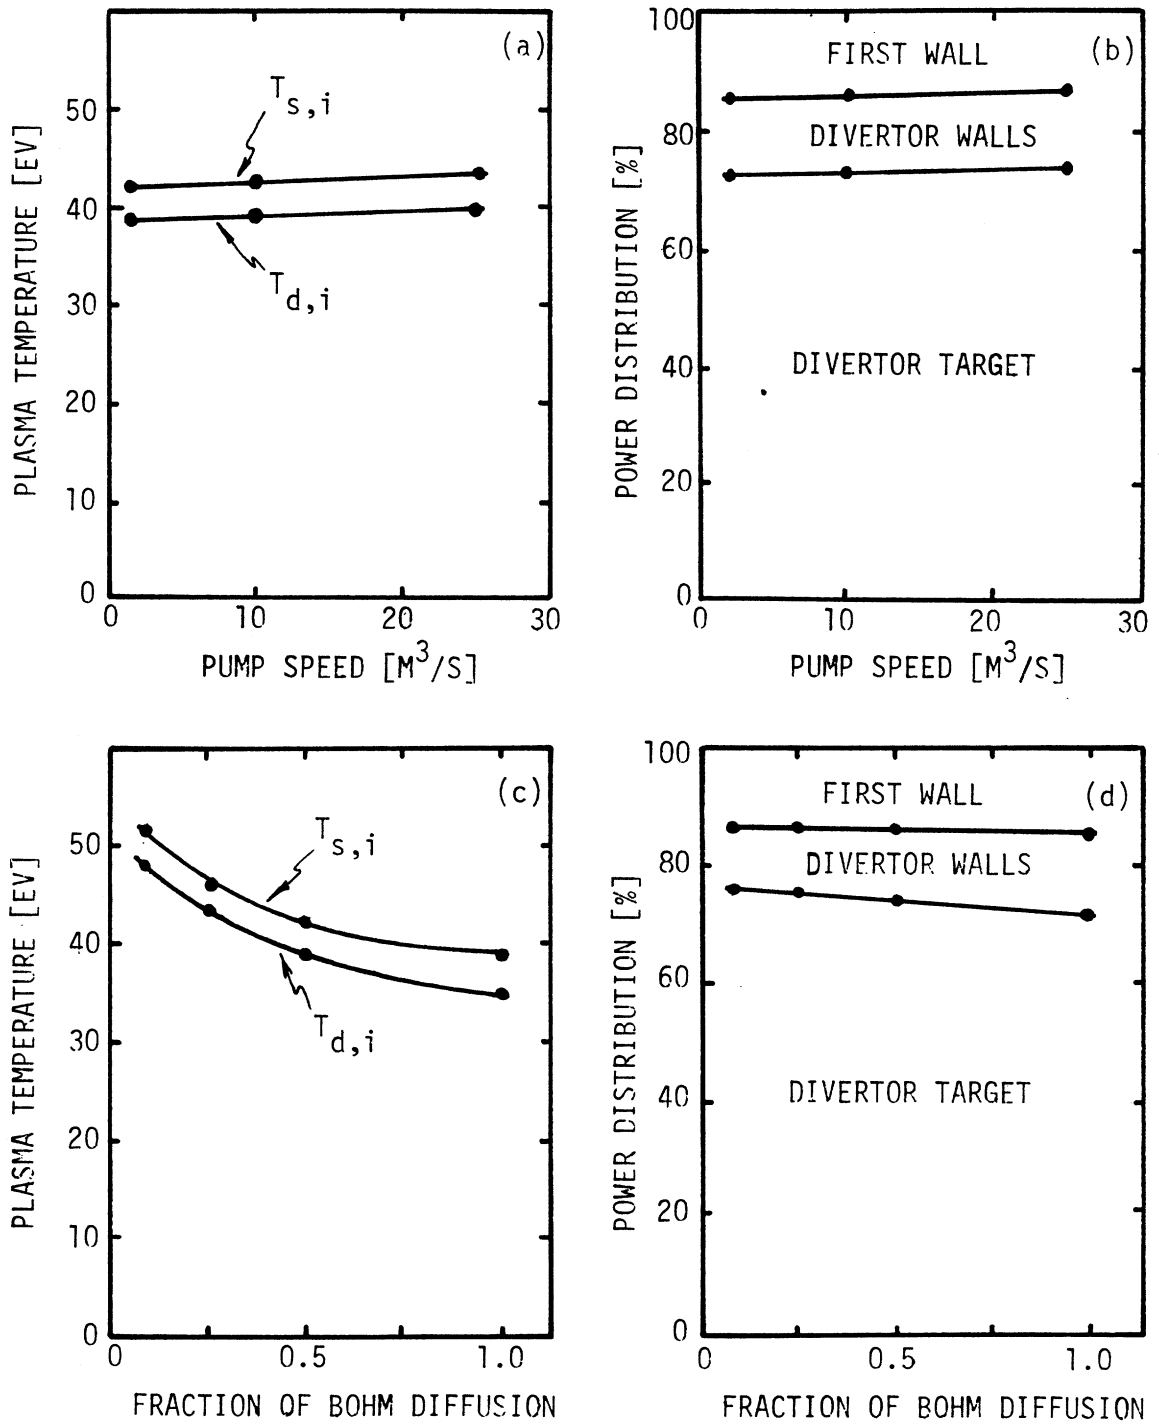 (a)
PLASMA TEMPERATURE [EV]
50
40
30
20
10
0
T_s,i
T_d,i
0 10 20 30
PUMP SPEED [M³/S]
(b)
POWER DISTRIBUTION [%]
100
80
60
40
20
0
FIRST WALL
DIVERTOR WALLS
DIVERTOR TARGET
0 10 20 30
PUMP SPEED [M³/S]
(c)
PLASMA TEMPERATURE [EV]
50
40
30
20
10
0
T_s,i
T_d,i
0 0.5 1.0
FRACTION OF BOHM DIFFUSION
(d)
POWER DISTRIBUTION [%]
100
80
60
40
20
0
FIRST WALL
DIVERTOR WALLS
DIVERTOR TARGET
0 0.5 1.0
FRACTION OF BOHM DIFFUSION